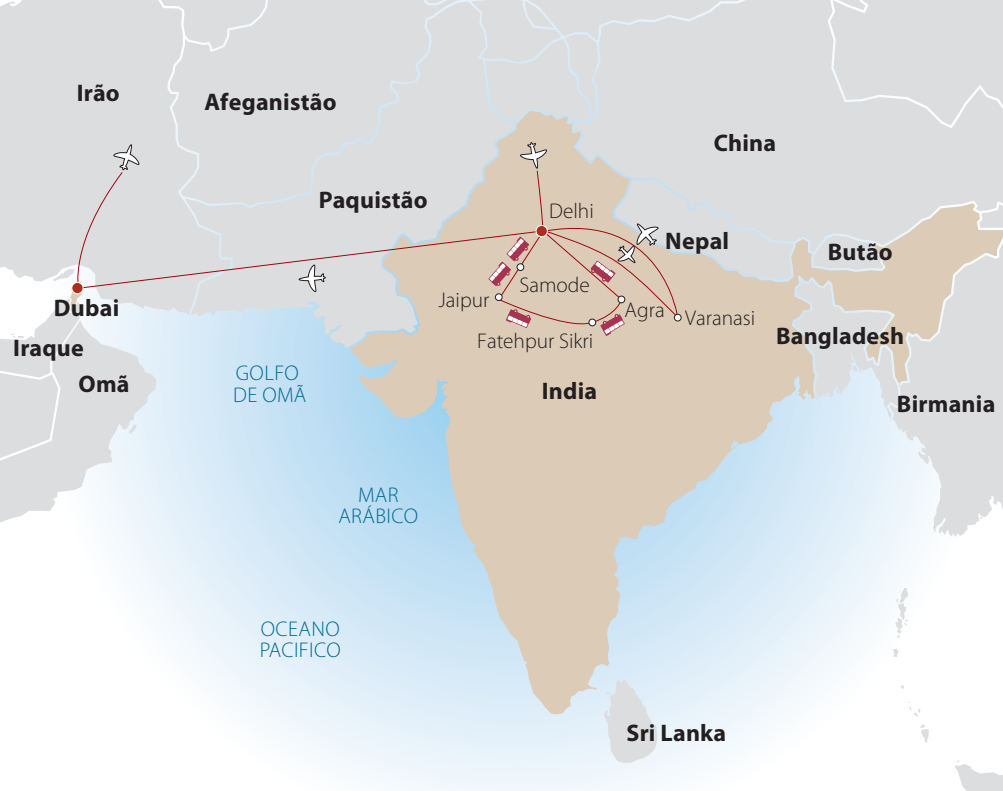 Irão
Afeganistão
China
Paquistão
Delhi
Nepal
Butão
Samode
Dubai
Jaipur
Agra
Varanasi
Fatehpur Sikri
Bangladesh
Iraque
Omã
GOLFO
DE OMÃ
India
Birmania
MAR
ARÁBICO
OCEANO
PACIFICO
Sri Lanka